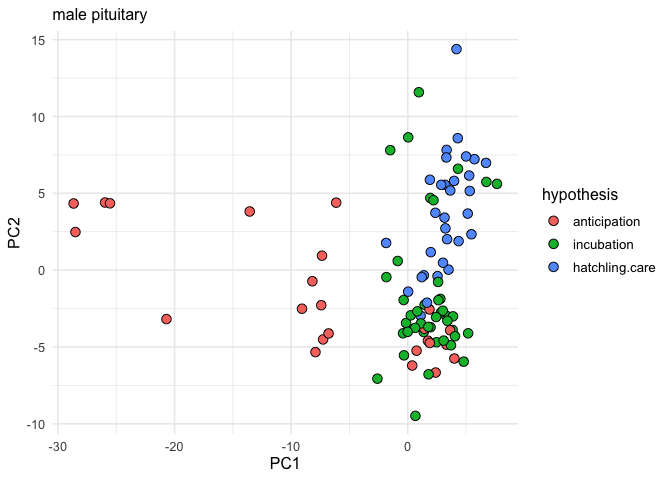 male pituitary
15
10
5
0
-5
-10
PC2
-30
-20
-10
0
PC1
hypothesis
anticipation
incubation
hatchling.care